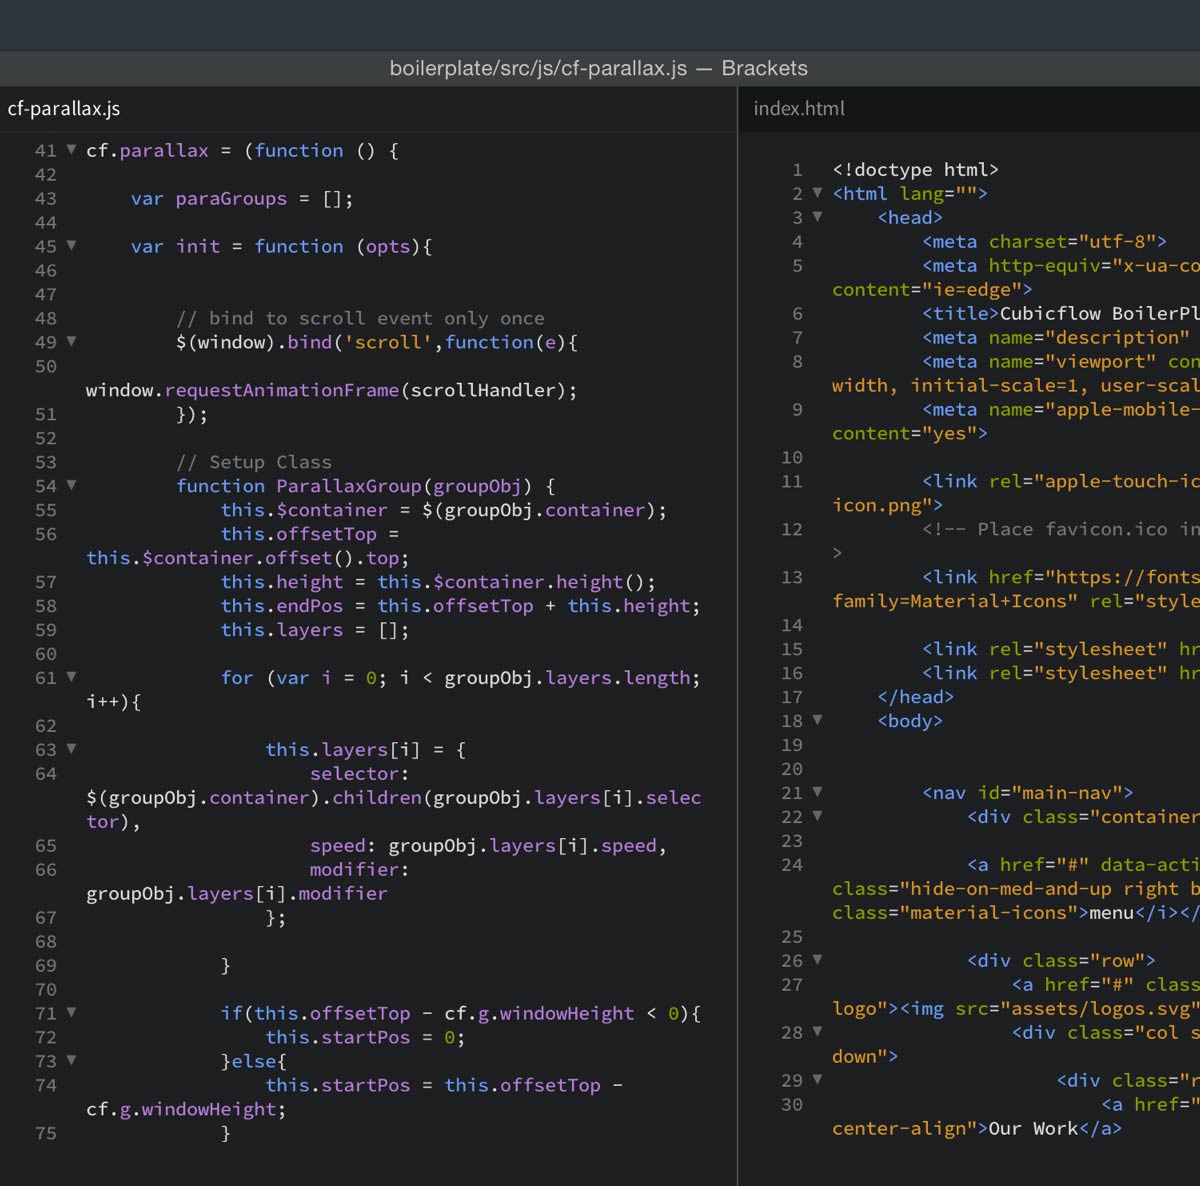 boilerplate/src/js/cf-parallax.js — Brackets
cf-parallax.js
41 ▼ cf.parallax = (function () {
42
43 var paraGroups = [];
44
45 ▼ var init = function (opts){
46
47
48 // bind to scroll event only once
49 ▼ $(window).bind('scroll',function(e){
50
window.requestAnimationFrame(scrollHandler);
51 });
52
53 // Setup Class
54 ▼ function ParallaxGroup(groupObj) {
55 this.$container = $(groupObj.container);
56 this.offsetTop =
this.$container.offset().top;
57 this.height = this.$container.height();
58 this.endPos = this.offsetTop + this.height;
59 this.layers = [];
60
61 ▼ for (var i = 0; i < groupObj.layers.length;
i++){
62
63 ▼ this.layers[i] = {
64 selector:
$(groupObj.container).children(groupObj.layers[i].selec
tor),
65 speed: groupObj.layers[i].speed,
66 modifier:
groupObj.layers[i].modifier
67 };
68
69 }
70
71 ▼ if(this.offsetTop - cf.g.windowHeight < 0){
72 this.startPos = 0;
73 ▼ }else{
74 this.startPos = this.offsetTop -
cf.g.windowHeight;
75 }
index.html
1 <!doctype html>
2 ▼ <html lang="">
3 ▼ <head>
4 <meta charset="utf-8">
5 <meta http-equiv="x-ua-co
content="ie=edge">
6 <title>Cubicflow BoilerPl
7 <meta name="description"
8 <meta name="viewport" con
width, initial-scale=1, user-scal
9 <meta name="apple-mobile-
content="yes">
10
11 <link rel="apple-touch-ic
icon.png">
12 <!-- Place favicon.ico in
>
13 <link href="https://fonts
family=Material+Icons" rel="style
14
15 <link rel="stylesheet" hr
16 <link rel="stylesheet" hr
17 </head>
18 ▼ <body>
19
20
21 ▼ <nav id="main-nav">
22 ▼ <div class="container
23
24 <a href="#" data-acti
class="hide-on-med-and-up right b
class="material-icons">menu</i></
25
26 ▼ <div class="row">
27 <a href="#" class
logo"><img src="assets/logos.svg"
28 ▼ <div class="col s
down">
29 ▼ <div class="r
30 <a href="
center-align">Our Work</a>